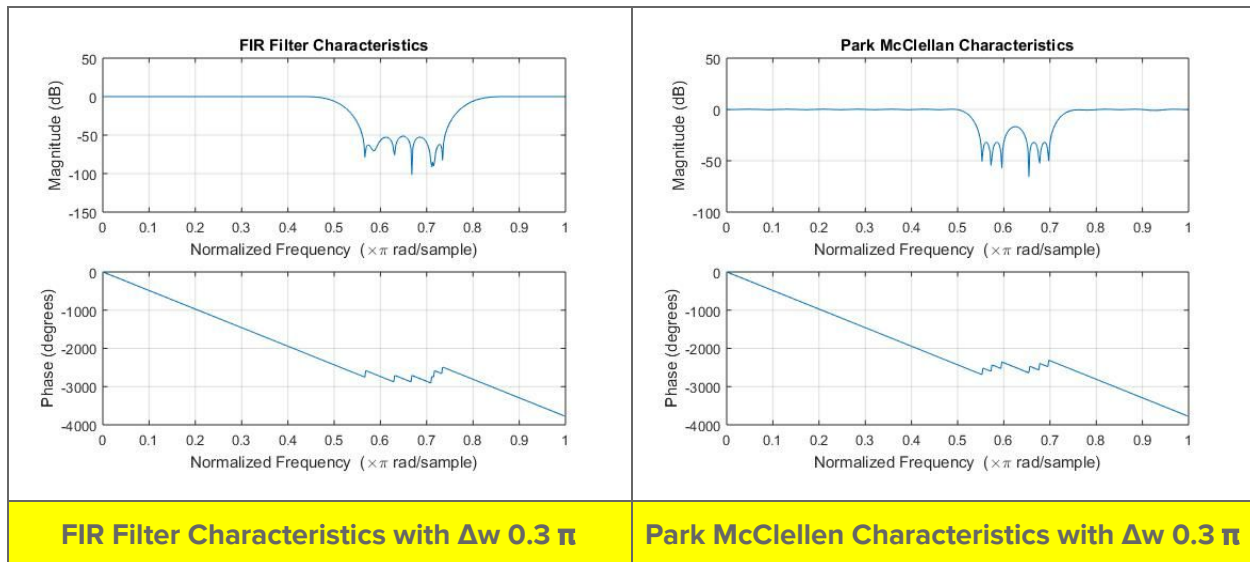 FIR Filter Characteristics
50
0
-50
-100
-150
Magnitude (dB)
0 0.1 0.2 0.3 0.4 0.5 0.6 0.7 0.8 0.9 1
Normalized Frequency (×π rad/sample)
0
-1000
-2000
-3000
-4000
Phase (degrees)
0 0.1 0.2 0.3 0.4 0.5 0.6 0.7 0.8 0.9 1
Normalized Frequency (×π rad/sample)
FIR Filter Characteristics with Δw 0.3 π
Park McClellan Characteristics
50
0
-50
-100
Magnitude (dB)
0 0.1 0.2 0.3 0.4 0.5 0.6 0.7 0.8 0.9 1
Normalized Frequency (×π rad/sample)
0
-1000
-2000
-3000
-4000
Phase (degrees)
0 0.1 0.2 0.3 0.4 0.5 0.6 0.7 0.8 0.9 1
Normalized Frequency (×π rad/sample)
Park McClellen Characteristics with Δw 0.3 π